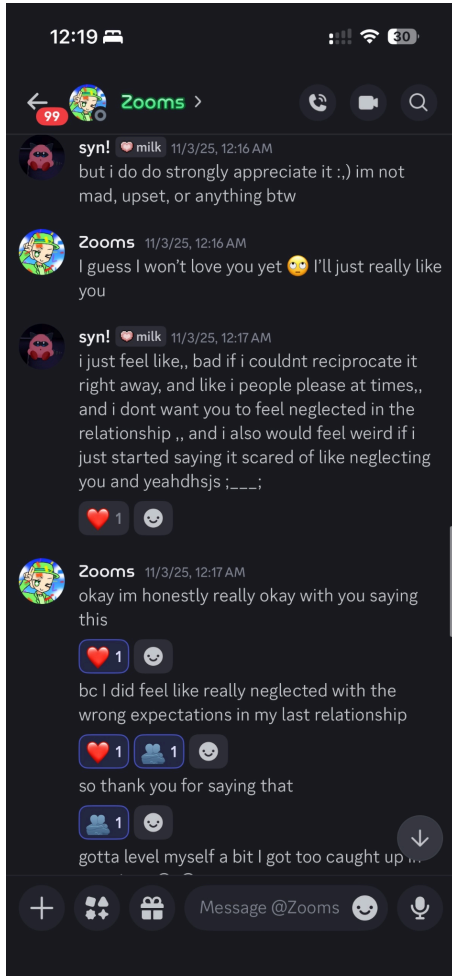 12:19
30
99
Zooms >
syn! milk 11/3/25, 12:16 AM
but i do do strongly appreciate it :,) im not
mad, upset, or anything btw
Zooms 11/3/25, 12:16 AM
I guess I won't love you yet 🙄 I'll just really like
you
syn! milk 11/3/25, 12:17 AM
i just feel like,, bad if i couldnt reciprocate it
right away, and like i people please at times,,
and i dont want you to feel neglected in the
relationship ,, and i also would feel weird if i
just started saying it scared of like neglecting
you and yeahdhsjs ;___;
❤️ 1
Zooms 11/3/25, 12:17 AM
okay im honestly really okay with you saying
this
❤️ 1
bc I did feel like really neglected with the
wrong expectations in my last relationship
❤️ 1 🫂 1
so thank you for saying that
🫂 1
gotta level myself a bit I got too caught up
Message @Zooms